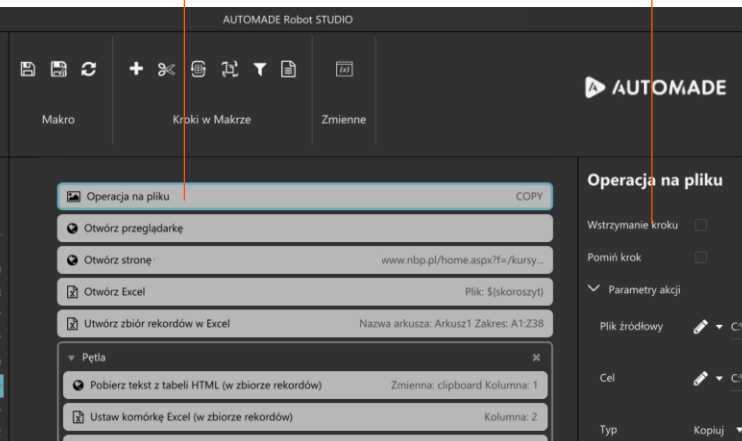 AUTOMADE Robot STUDIO
Makro
Kroki w Makrze
Zmienne
AUTOMADE
Operacja na pliku COPY
Otwórz przeglądarkę
Otwórz stronę www.nbp.pl/home.aspx?f=/kursy...
Otwórz Excel Plik: $(skoroszyt)
Utwórz zbiór rekordów w Excel Nazwa arkusza: Arkusz1 Zakres: A1:Z38
Pętla
Pobierz tekst z tabeli HTML (w zbiorze rekordów) Zmienna: clipboard Kolumna: 1
Ustaw komórkę Excel (w zbiorze rekordów) Kolumna: 2
Operacja na pliku
Wstrzymanie kroku
Pomiń krok
Parametry akcji
Plik źródłowy
Cel
Typ Kopiuj